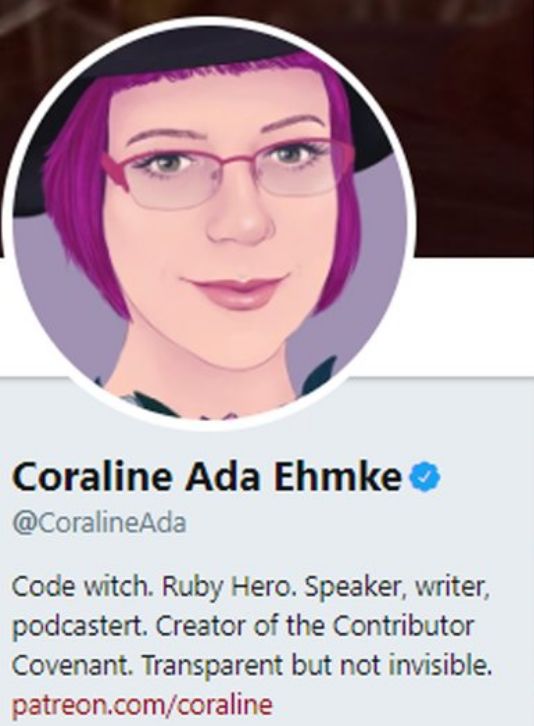 Coraline Ada Ehmke
@CoralineAda
Code witch. Ruby Hero. Speaker, writer,
podcastert. Creator of the Contributor
Covenant. Transparent but not invisible.
patreon.com/coraline